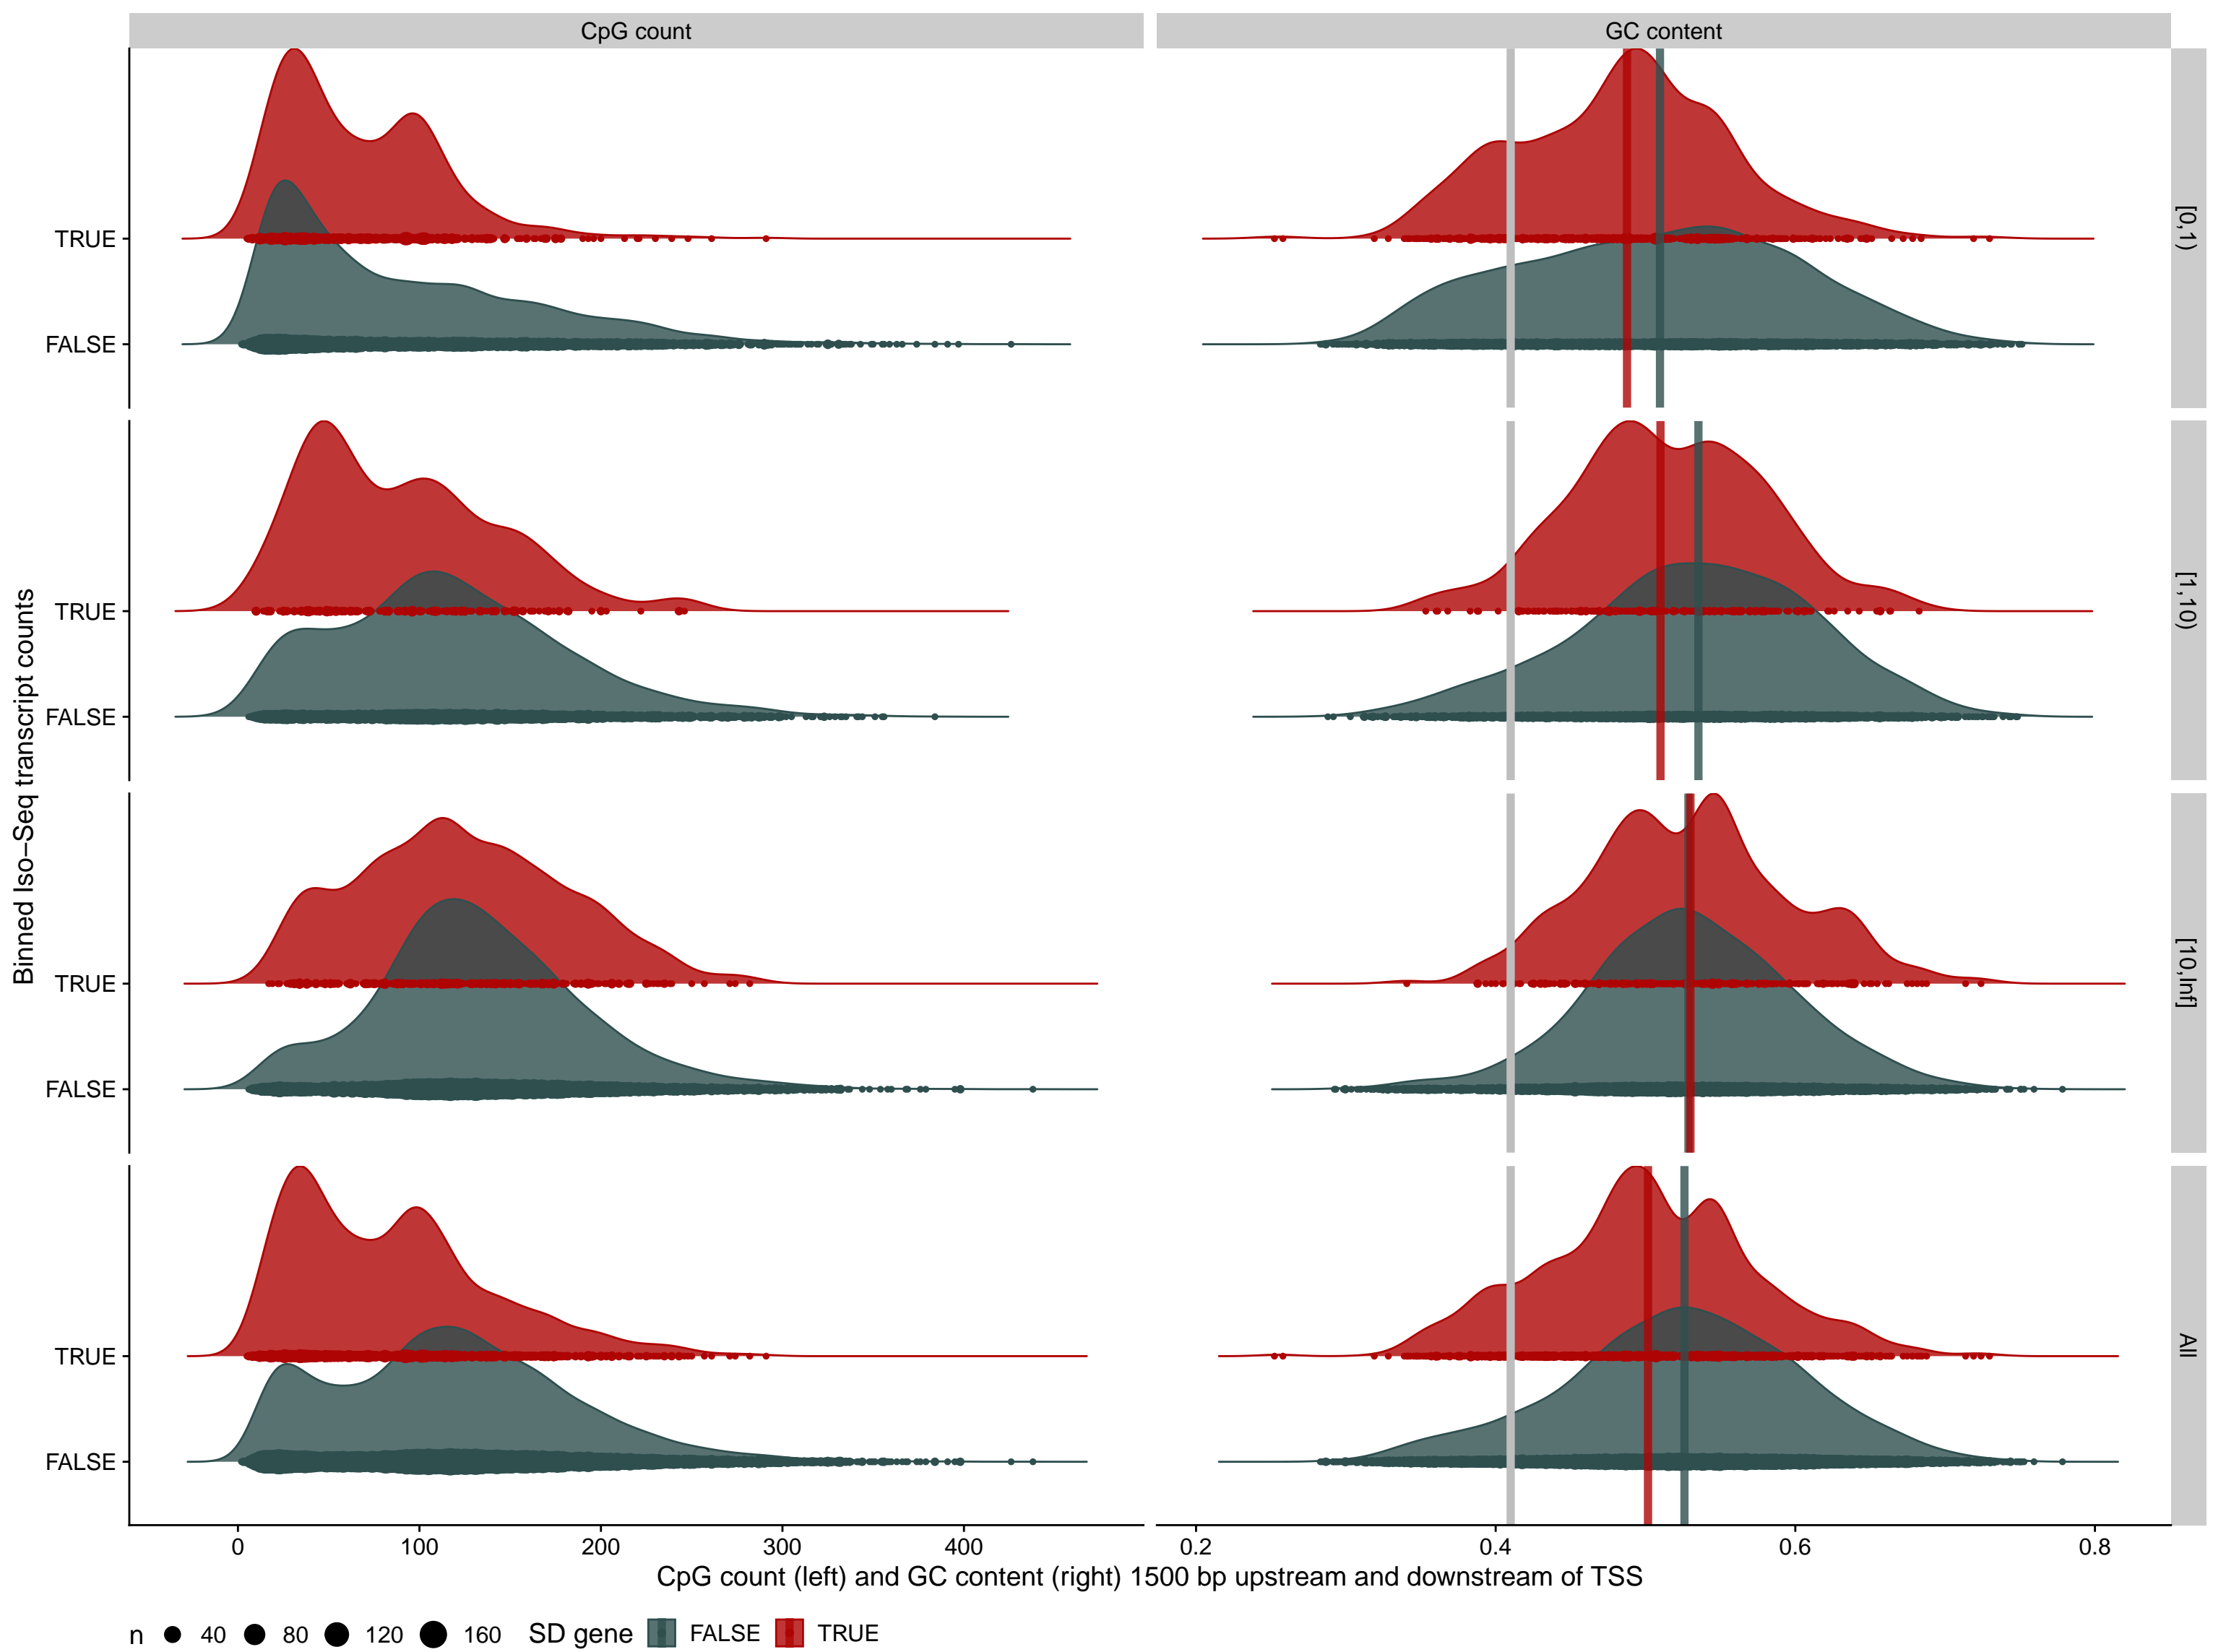 CpG count
GC content
Binned Iso−Seq transcript counts
TRUE
FALSE
[0,1)
TRUE
FALSE
[1,10)
TRUE
FALSE
[10,Inf]
TRUE
FALSE
All
0 100 200 300 400
0.2 0.4 0.6 0.8
CpG count (left) and GC content (right) 1500 bp upstream and downstream of TSS
n 40 80 120 160 SD gene FALSE TRUE